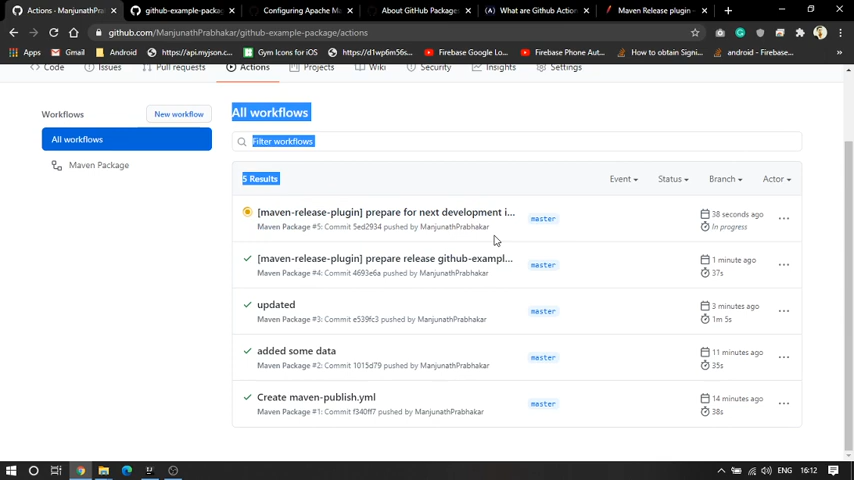 Actions - ManjunathPra
github-example-packag
Configuring Apache Ma
About GitHub Packages
What are Github Action
Maven Release plugin -
github.com/ManjunathPrabhakar/github-example-package/actions
Apps
Gmail
Android
https://api.myjson.c...
Gym Icons for iOS
https://d1wp6m56s...
Firebase Google Lo...
Firebase Phone Aut...
How to obtain Signi...
android - Firebase...
Code
Issues
Pull requests
Actions
Projects
Wiki
Security
Insights
Settings
Workflows
New workflow
All workflows
Maven Package
All workflows
Filter workflows
5 Results
Event
Status
Branch
Actor
[maven-release-plugin] prepare for next development i...
Maven Package #5: Commit 5ed2934 pushed by ManjunathPrabhakar
master
38 seconds ago
In progress
[maven-release-plugin] prepare release github-exampl...
Maven Package #4: Commit 4693e6a pushed by ManjunathPrabhakar
master
1 minute ago
37s
updated
Maven Package #3: Commit e539fc3 pushed by ManjunathPrabhakar
master
3 minutes ago
1m 5s
added some data
Maven Package #2: Commit 1015d79 pushed by ManjunathPrabhakar
master
11 minutes ago
35s
Create maven-publish.yml
Maven Package #1: Commit f340ff7 pushed by ManjunathPrabhakar
master
14 minutes ago
38s
ENG
16:12